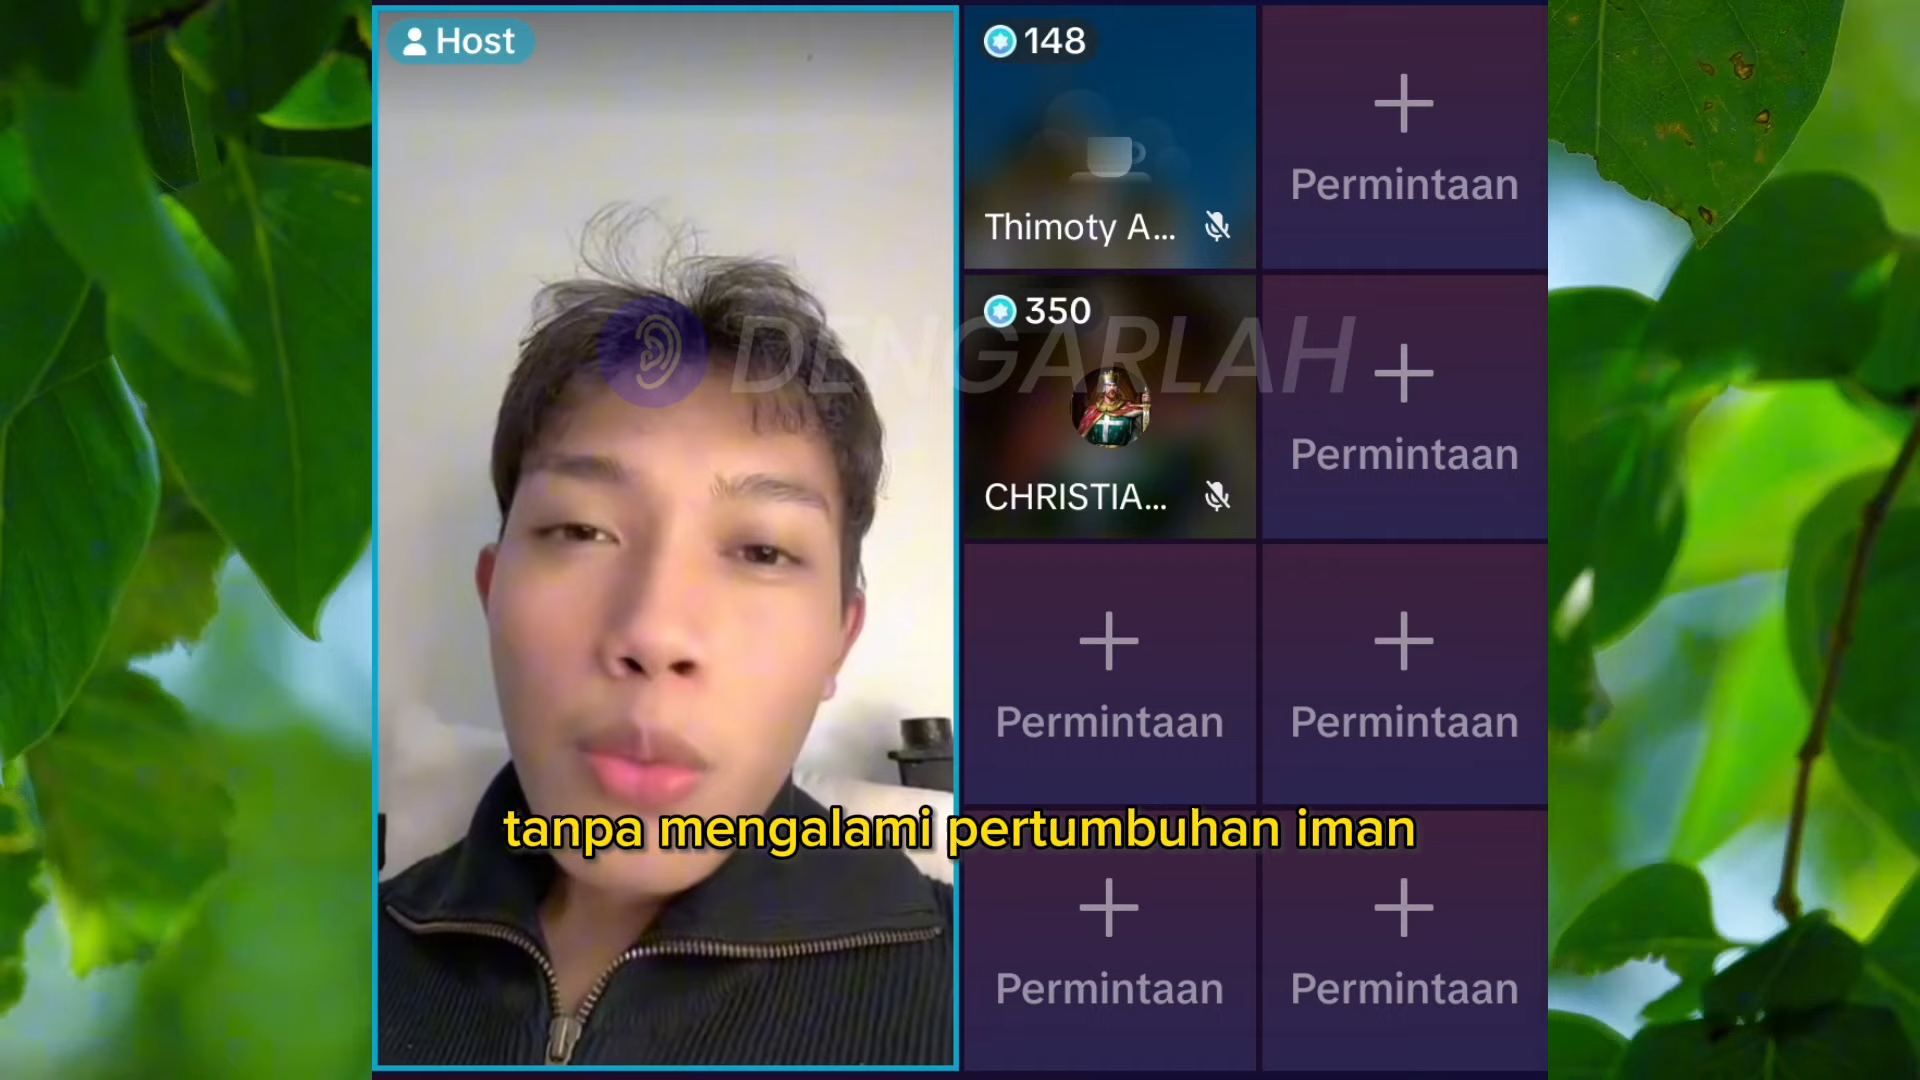 Host
148
Permintaan
Thimoty A...
350
DENGARLAH
Permintaan
CHRISTIA...
Permintaan
Permintaan
tanpa mengalami pertumbuhan iman
Permintaan
Permintaan